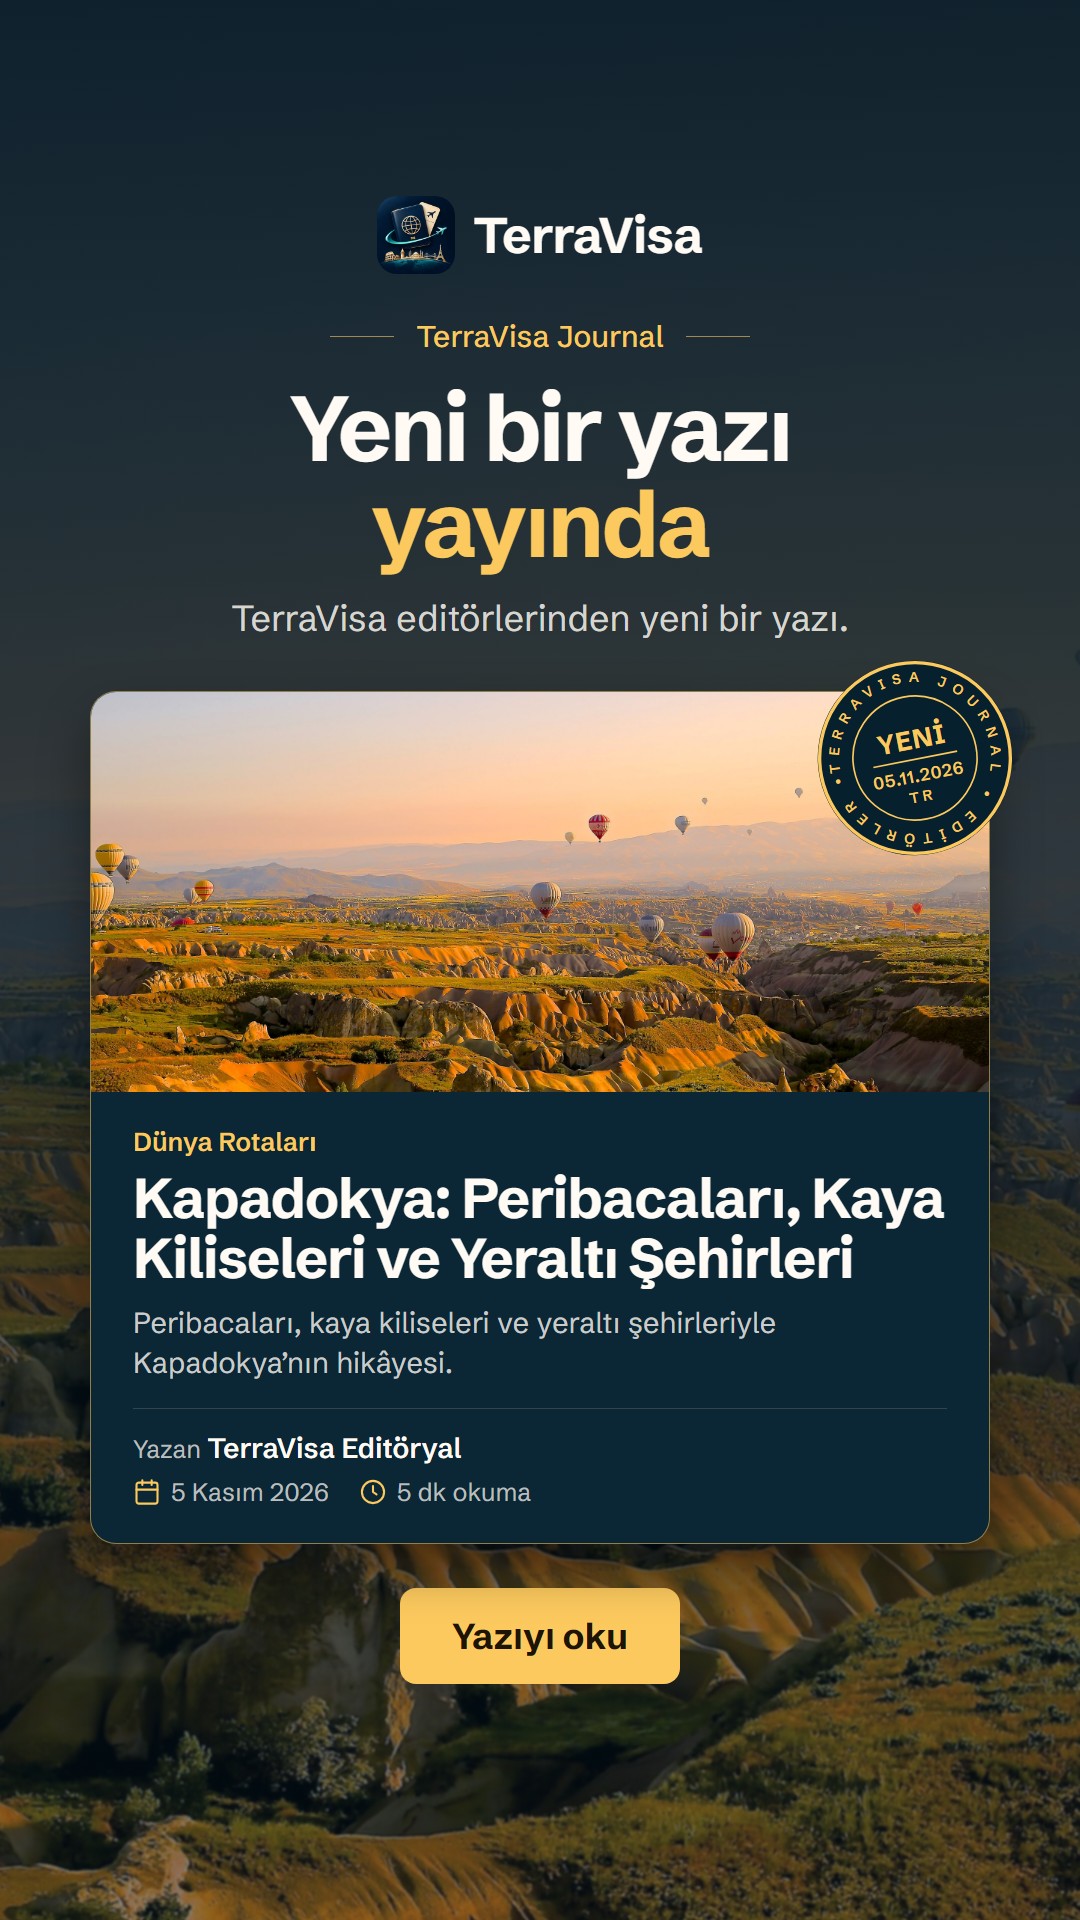 TerraVisa
TerraVisa Journal
Yeni bir yazı
yayında
TerraVisa editörlerinden yeni bir yazı.
TERRAVISA JOURNAL • EDİTÖRLER •
YENİ
05.11.2026
TR
Dünya Rotaları
Kapadokya: Peribacaları, Kaya
Kiliseleri ve Yeraltı Şehirleri
Peribacaları, kaya kiliseleri ve yeraltı şehirleriyle
Kapadokya’nın hikâyesi.
Yazan TerraVisa Editöryal
5 Kasım 2026 5 dk okuma
Yazıyı oku